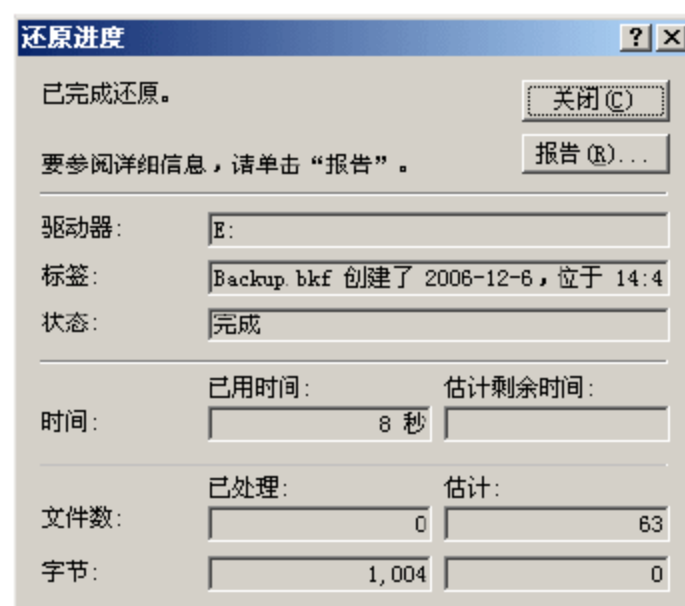 还原进度
已完成还原。
关闭(C)
要参阅详细信息，请单击“报告”。
报告(R)...
驱动器: E:
标签: Backup.bkf 创建了 2006-12-6，位于 14:4
状态: 完成
已用时间: 估计剩余时间:
时间: 8 秒
已处理: 估计:
文件数: 0 63
字节: 1,004 0